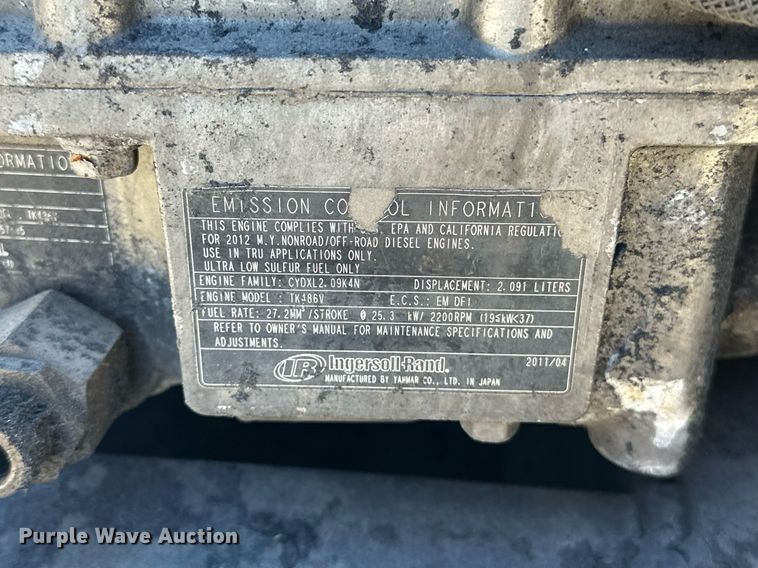 ORMATIO
EMISSION CO OL INFORMATI
THIS ENGINE COMPLIES WITH EPA AND CALIFORNIA REGULATIO
FOR 2012 M.Y.NONROAD/OFF-ROAD DIESEL ENGINES.
USE IN TRU APPLICATIONS ONLY.
ULTRA LOW SULFUR FUEL ONLY
ENGINE FAMILY: CYDXL2.09K4N DISPLACEMENT: 2.091 LITERS
ENGINE MODEL : TK486V E.C.S.: EM DFI
FUEL RATE: 27.2MM³/STROKE @ 25.3 kW/ 2200RPM (19≤kW<37)
REFER TO OWNER'S MANUAL FOR MAINTENANCE SPECIFICATIONS AND
ADJUSTMENTS.
IR Ingersoll-Rand. 2011/04
MANUFACTURED BY YANMAR CO., LTD. IN JAPAN
Purple Wave Auction